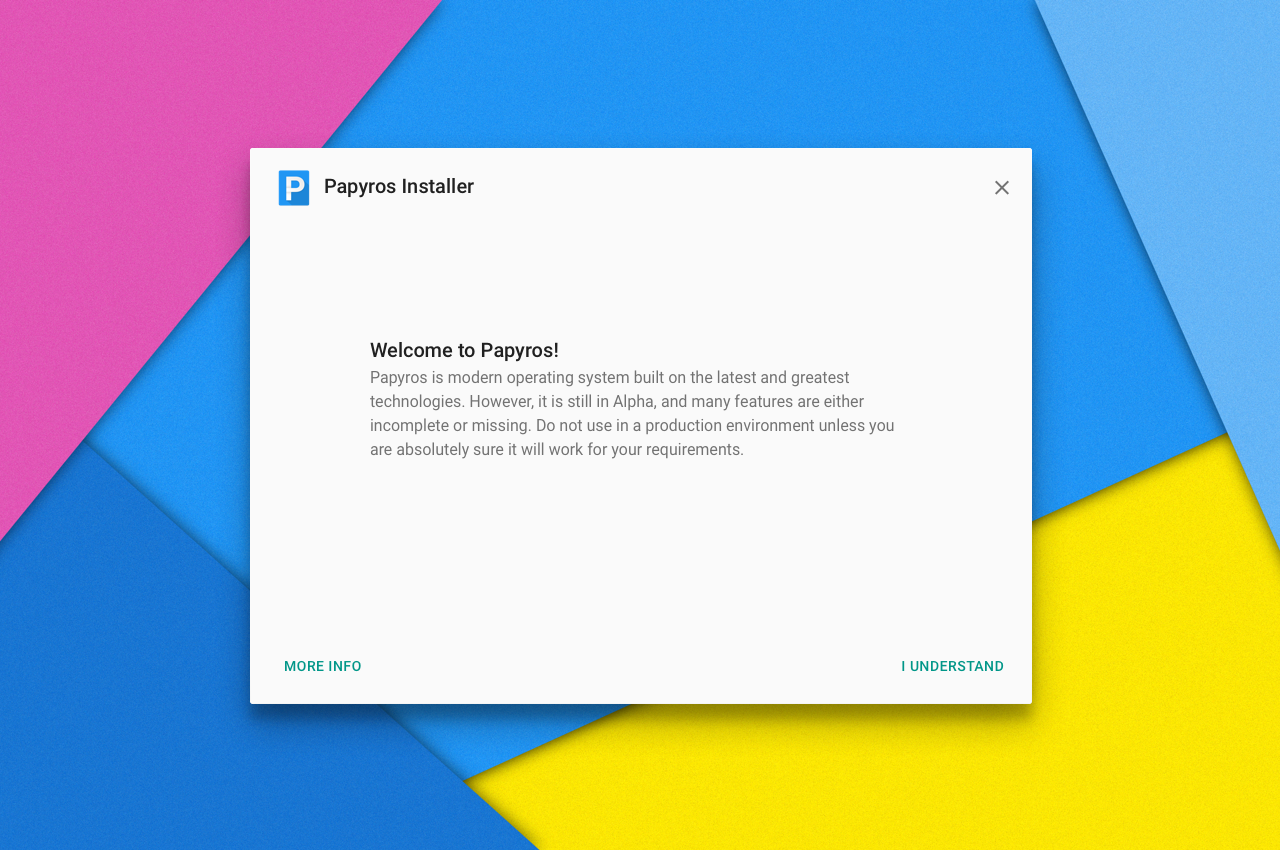 P
Papyros Installer
Welcome to Papyros!
Papyros is modern operating system built on the latest and greatest
technologies. However, it is still in Alpha, and many features are either
incomplete or missing. Do not use in a production environment unless you
are absolutely sure it will work for your requirements.
MORE INFO
I UNDERSTAND